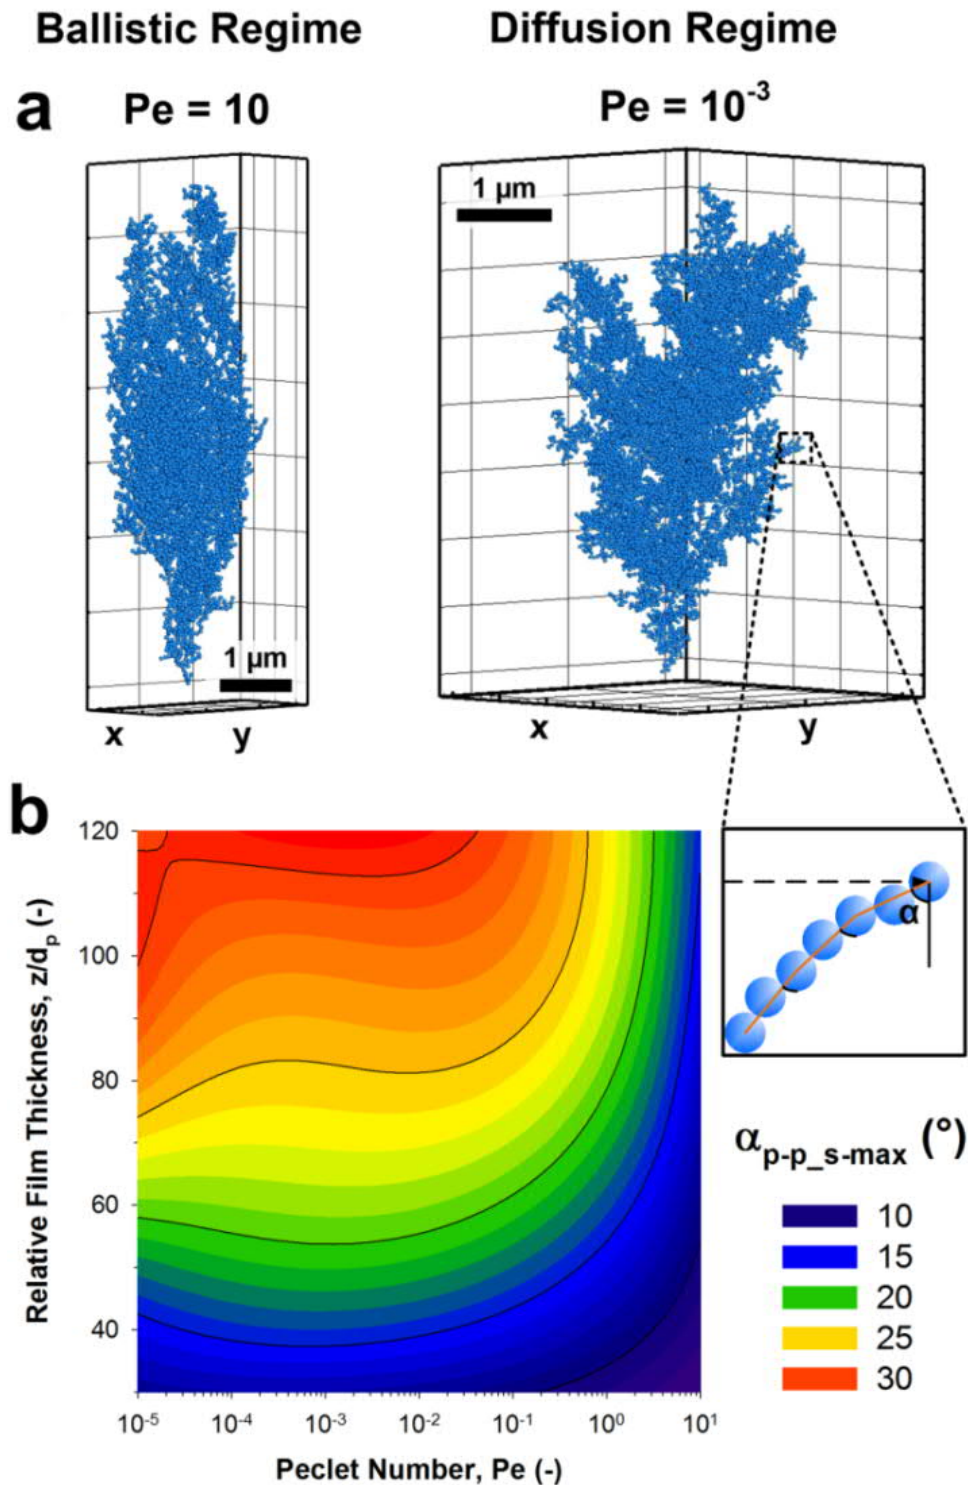 Ballistic Regime
Diffusion Regime
a
Pe = 10
Pe = 10⁻³
1 µm
1 µm
x
y
x
y
b
Relative Film Thickness, z/dₚ (-)
120
100
80
60
40
10⁻⁵
10⁻⁴
10⁻³
10⁻²
10⁻¹
10⁰
10¹
Peclet Number, Pe (-)
α
α_p-p_s-max (°)
10
15
20
25
30